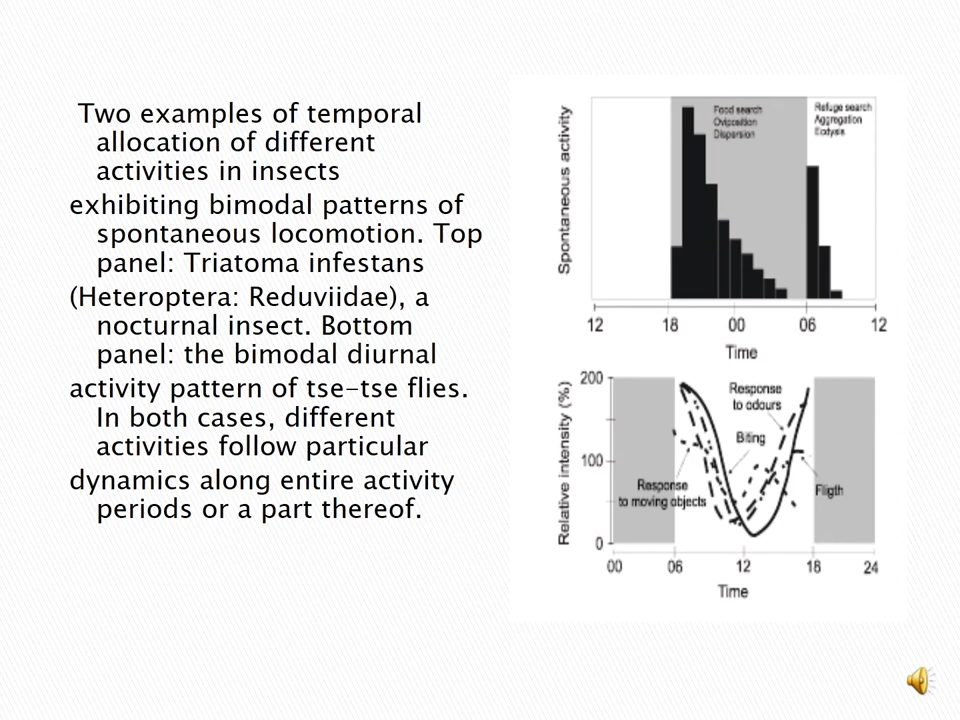 Two examples of temporal
allocation of different
activities in insects
exhibiting bimodal patterns of
spontaneous locomotion. Top
panel: Triatoma infestans
(Heteroptera: Reduviidae), a
nocturnal insect. Bottom
panel: the bimodal diurnal
activity pattern of tse-tse flies.
In both cases, different
activities follow particular
dynamics along entire activity
periods or a part thereof.
Spontaneous activity
Food search
Oviposition
Dispersion
Refuge search
Aggregation
Ecdysis
12 18 00 06 12
Time
Relative intensity (%)
200
100
0
Response
to odours
Biting
Response
to moving objects
Fligth
00 06 12 18 24
Time